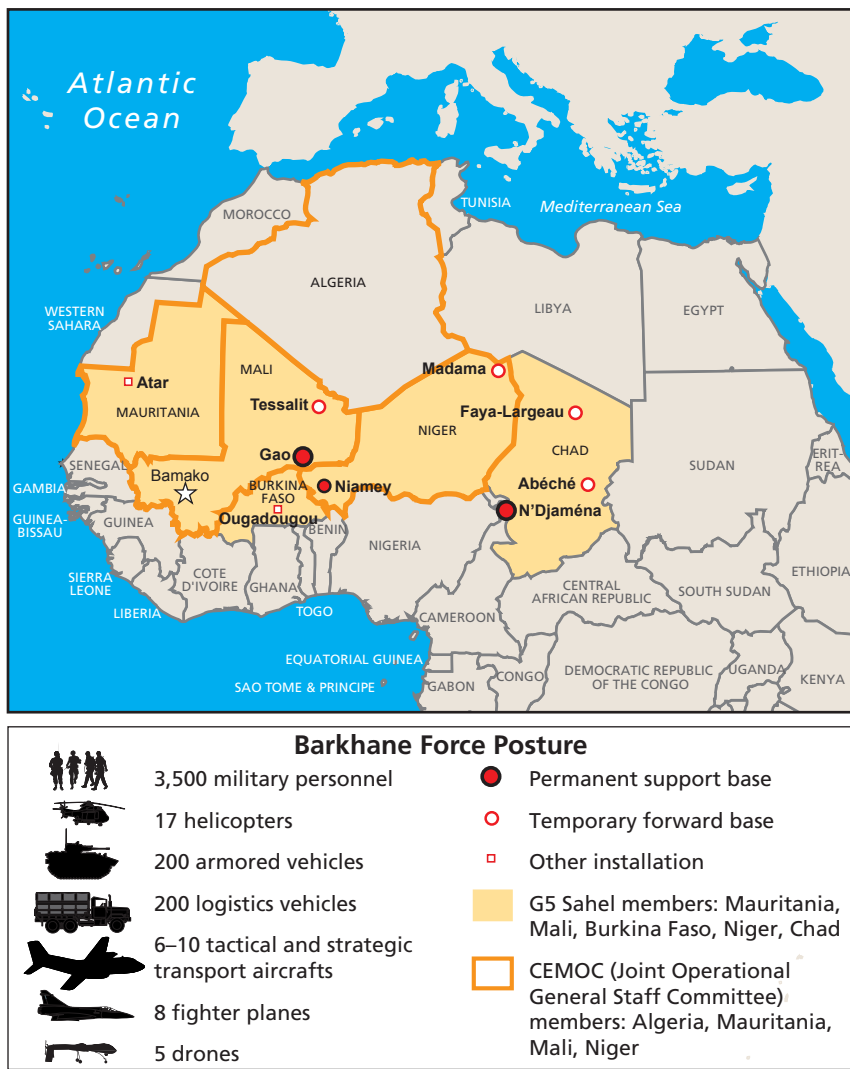 Atlantic
Ocean
MOROCCO
TUNISIA
Mediterranean Sea
ALGERIA
LIBYA
EGYPT
WESTERN
SAHARA
Atar
MAURITANIA
MALI
Tessalit
Gao
Madama
NIGER
Faya-Largeau
CHAD
Abéché
N'Djaména
SUDAN
ERIT-
REA
SENEGAL
Bamako
GAMBIA
GUINEA-
BISSAU
GUINEA
BURKINA
FASO
Niamey
Ougadougou
BENIN
NIGERIA
SIERRA
LEONE
LIBERIA
COTE
D'IVOIRE
GHANA
TOGO
CAMEROON
CENTRAL
AFRICAN REPUBLIC
SOUTH SUDAN
ETHIOPIA
EQUATORIAL GUINEA
SAO TOME & PRINCIPE
GABON
CONGO
DEMOCRATIC REPUBLIC
OF THE CONGO
UGANDA
KENYA
Barkhane Force Posture
3,500 military personnel
17 helicopters
200 armored vehicles
200 logistics vehicles
6–10 tactical and strategic
transport aircrafts
8 fighter planes
5 drones
Permanent support base
Temporary forward base
Other installation
G5 Sahel members: Mauritania,
Mali, Burkina Faso, Niger, Chad
CEMOC (Joint Operational
General Staff Committee)
members: Algeria, Mauritania,
Mali, Niger